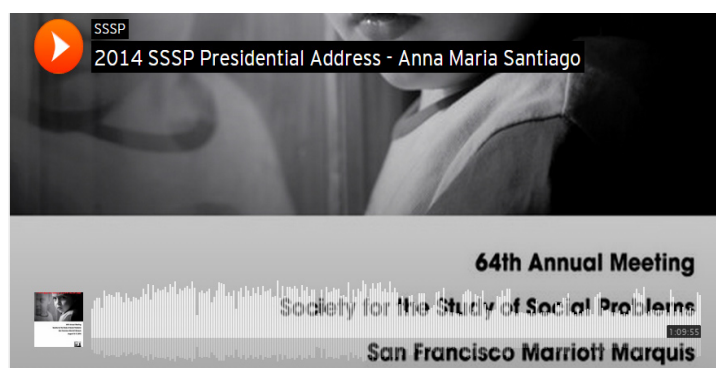 SSSP
2014 SSSP Presidential Address - Anna Maria Santiago
64th Annual Meeting
Society for the Study of Social Problems
1:09:55
San Francisco Marriott Marquis